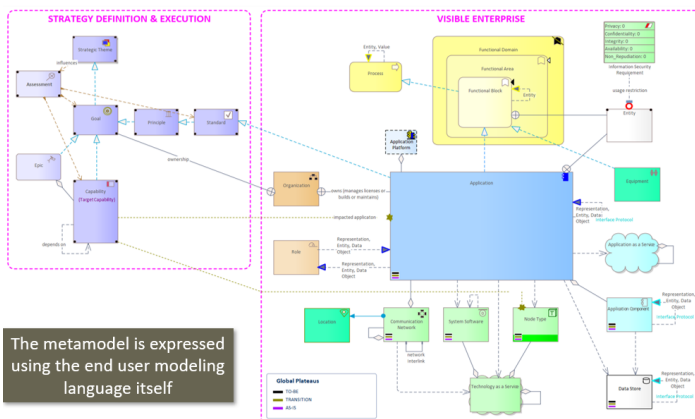 STRATEGY DEFINITION & EXECUTION
Strategic Theme
influences
Assessment
Goal
Principle
Standard
Epic
Capability
(Target Capability)
depends on
ownership
VISIBLE ENTERPRISE
Entity, Value
Process
Functional Domain
Functional Area
Functional Block
Entity
Privacy: 0
Confidentiality: 0
Integrity: 0
Availability: 0
Non_Repudiation: 0
Information Security
Requirement
usage restriction
Entity
Application
Platform
Organization
owns (manages licenses or
builds or maintains)
Application
Equipment
impacted application
Representation,
Entity, Data
Object
Interface Protocol
Role
Representation,
Entity, Data
Object
Representation,
Entity, Data
Object
Application as a Service
Location
Communication
Network
System Software
Node Type
network
interlink
Application Component
Representation,
Entity, Data
Object
Interface Protocol
Technology as a Service
Data Store
Representation,
Entity, Data
Object
Interface Protocol
Global Plateaus
TO-BE
TRANSITION
AS-IS
The metamodel is expressed
using the end user modeling
language itself